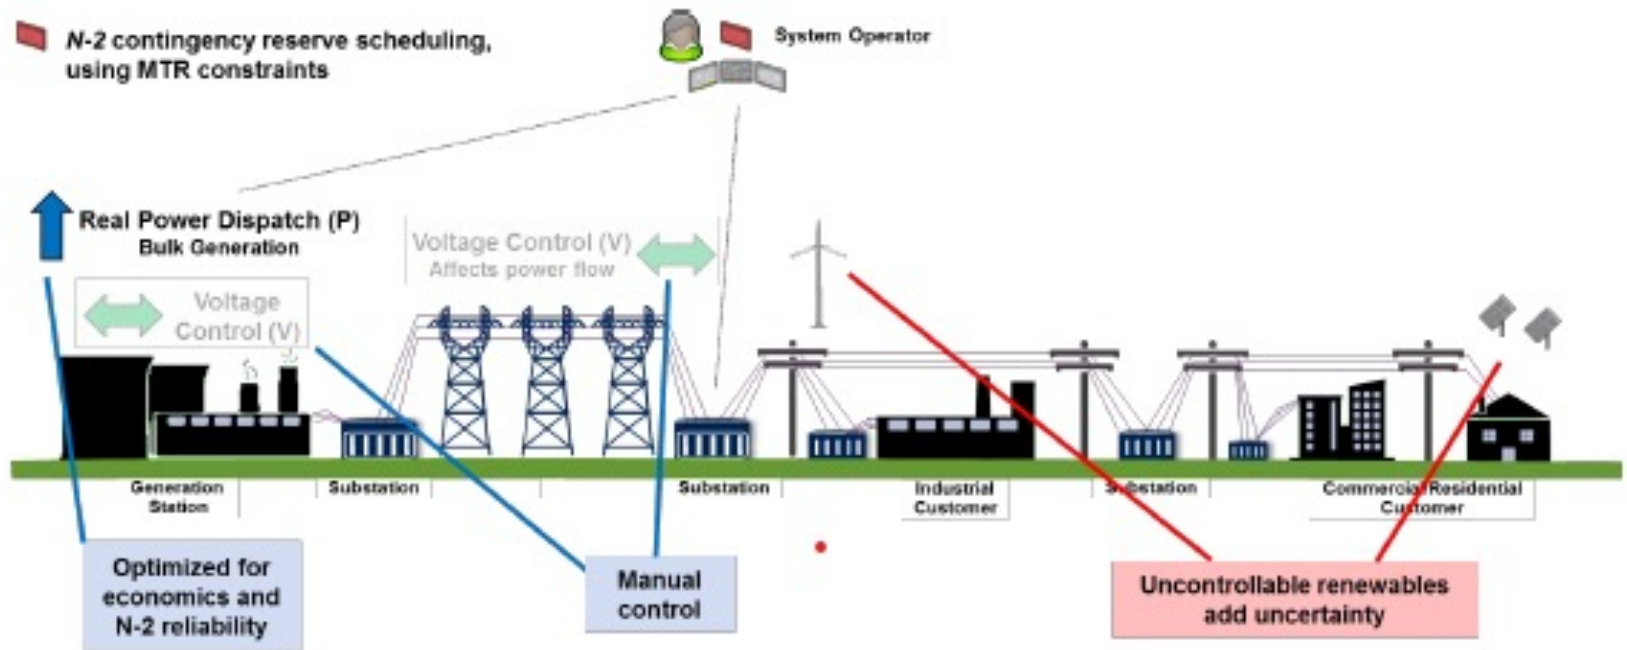 N-2 contingency reserve scheduling,
using MTR constraints
System Operator
Real Power Dispatch (P)
Bulk Generation
Voltage Control (V)
Affects power flow
Voltage
Control (V)
Generation
Station
Substation
Substation
Industrial
Customer
Substation
Commercial/Residential
Customer
Optimized for
economics and
N-2 reliability
Manual
control
Uncontrollable renewables
add uncertainty